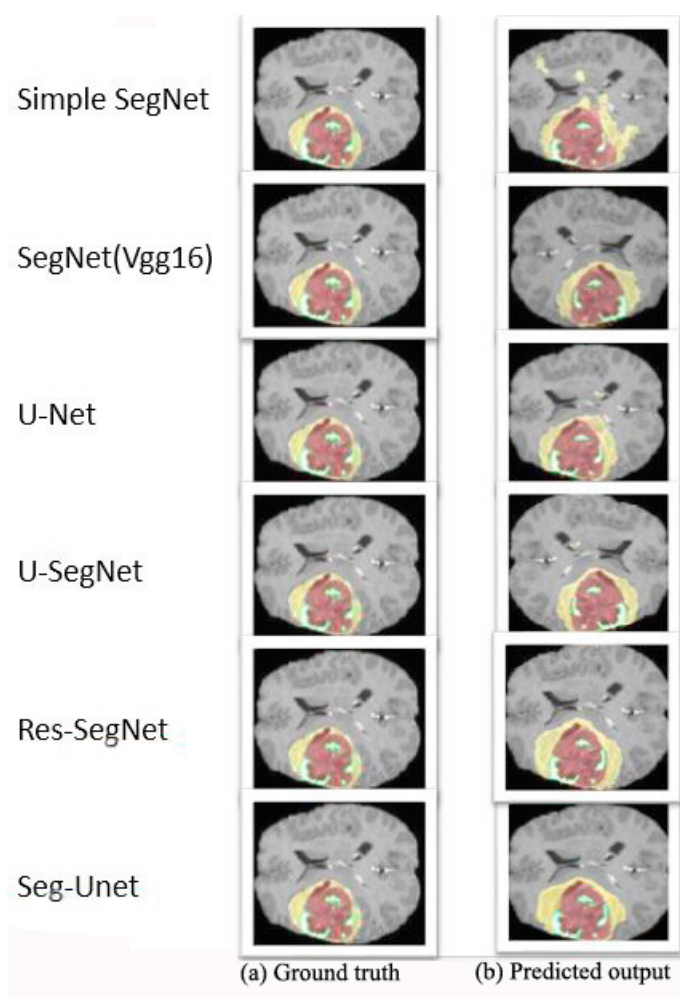 Simple SegNet
SegNet(Vgg16)
U-Net
U-SegNet
Res-SegNet
Seg-Unet
(a) Ground truth
(b) Predicted output